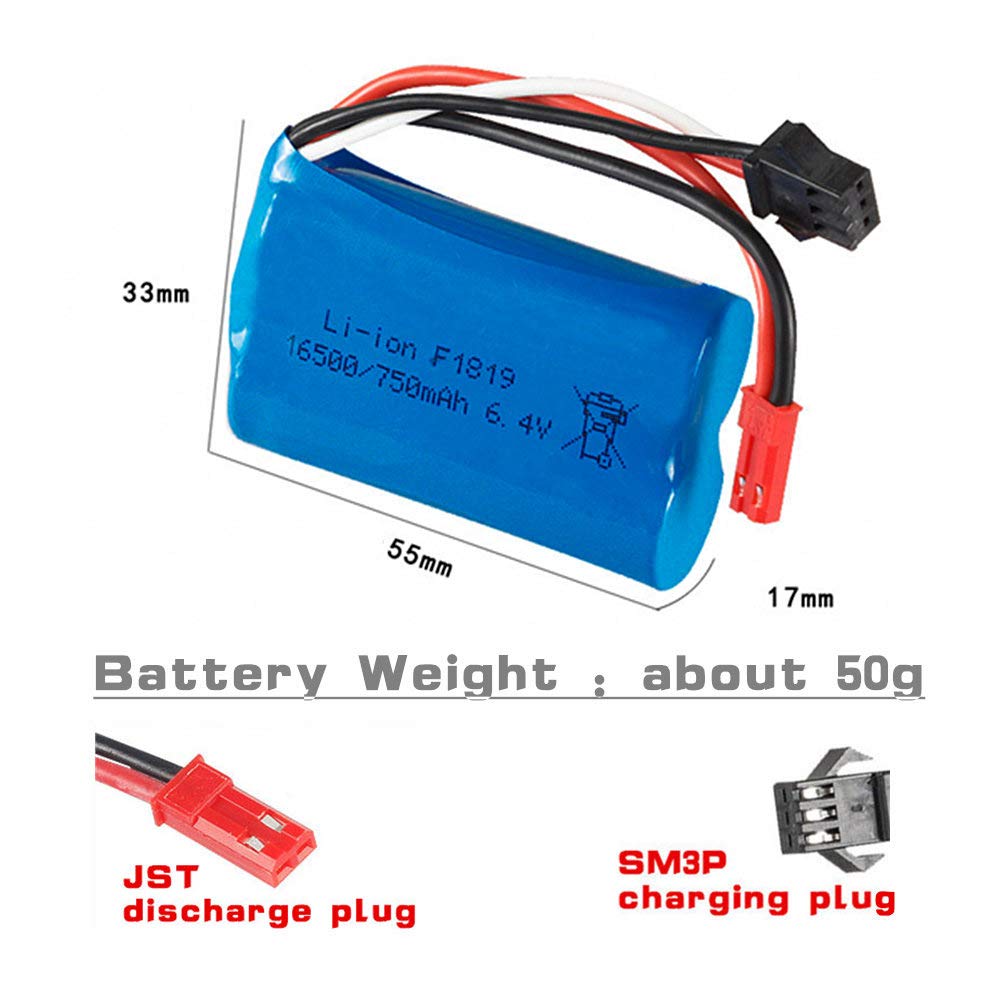 33mm
Li-ion F1819
16500/750mAh 6.4V
55mm
17mm
Battery Weight : about 50g
JST
discharge plug
SM3P
charging plug